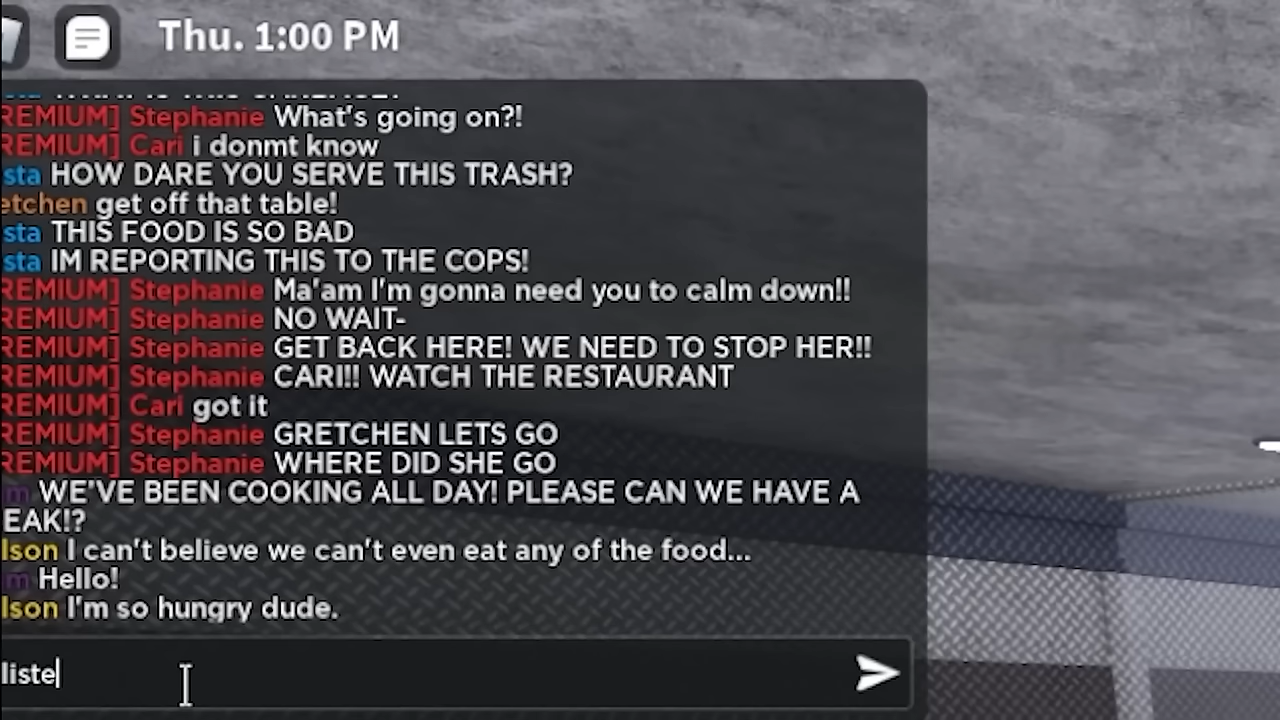 Thu. 1:00 PM
REMIUM] Stephanie What's going on?!
REMIUM] Cari i donmt know
sta HOW DARE YOU SERVE THIS TRASH?
etchen get off that table!
sta THIS FOOD IS SO BAD
sta IM REPORTING THIS TO THE COPS!
REMIUM] Stephanie Ma'am I'm gonna need you to calm down!!
REMIUM] Stephanie NO WAIT-
REMIUM] Stephanie GET BACK HERE! WE NEED TO STOP HER!!
REMIUM] Stephanie CARI!! WATCH THE RESTAURANT
REMIUM] Cari got it
REMIUM] Stephanie GRETCHEN LETS GO
REMIUM] Stephanie WHERE DID SHE GO
m WE'VE BEEN COOKING ALL DAY! PLEASE CAN WE HAVE A
EAK!?
lson I can't believe we can't even eat any of the food...
m Hello!
lson I'm so hungry dude.
liste